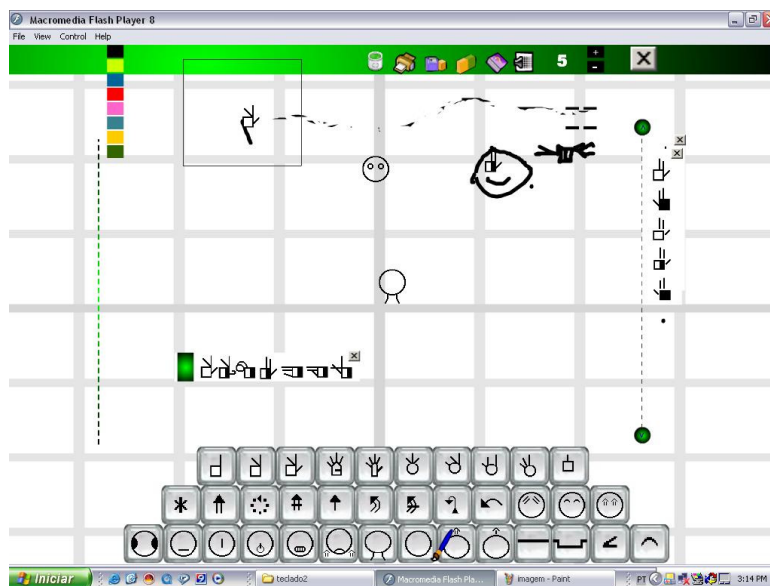 Macromedia Flash Player 8
File View Control Help
5
+
-
Iniciar
teclado2
Macromedia Flash Pla...
imagem - Paint
PT
3:14 PM